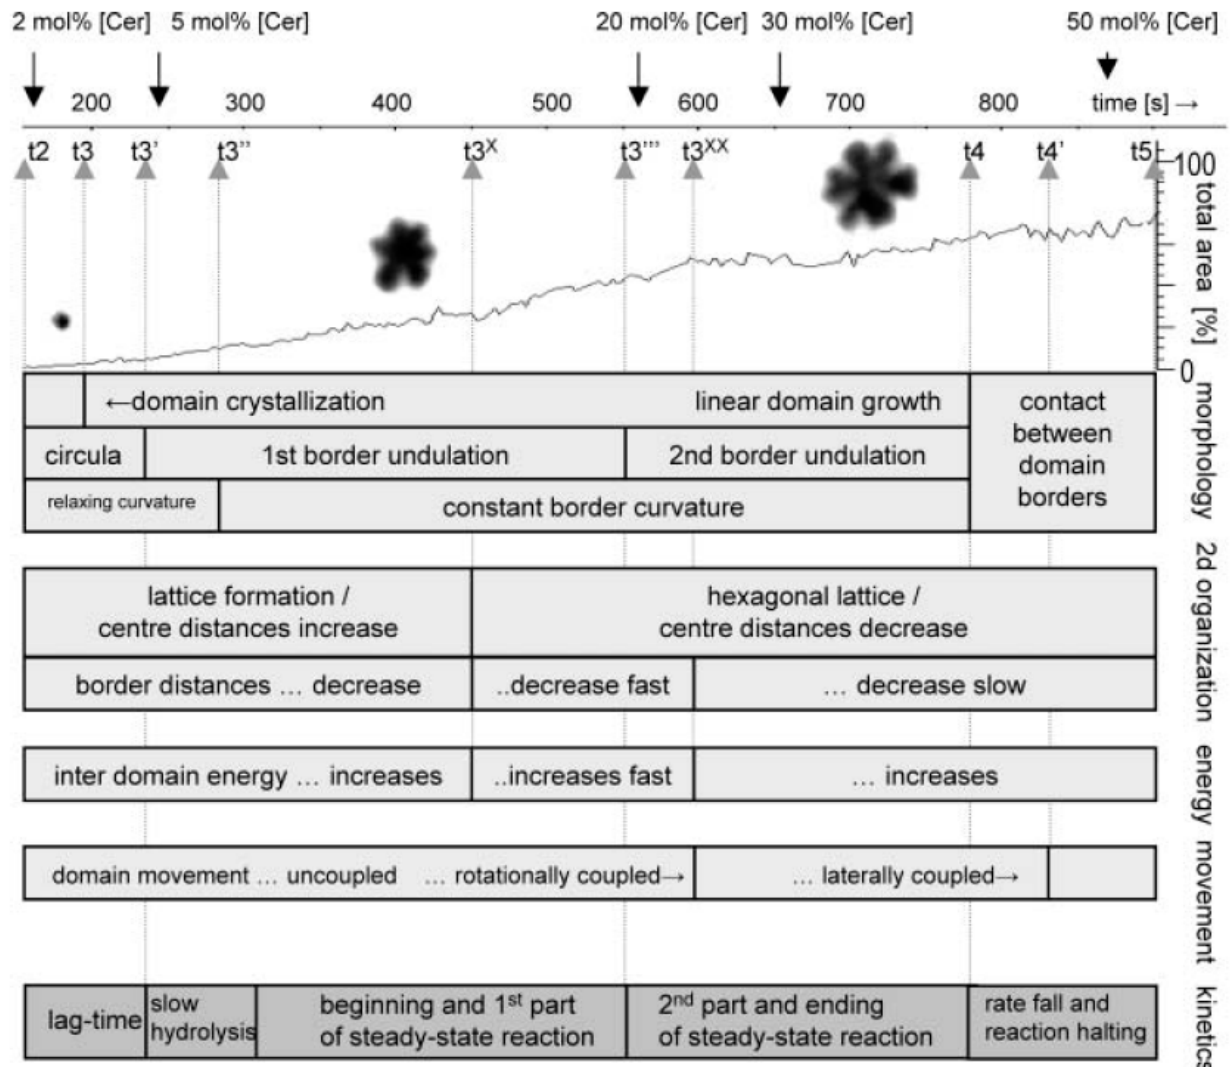 2 mol% [Cer] 5 mol% [Cer] 20 mol% [Cer] 30 mol% [Cer] 50 mol% [Cer]
200 300 400 500 600 700 800 time [s] →
t2 t3 t3' t3'' t3ˣ t3''' t3ˣˣ t4 t4' t5
100
total area [%]
0
morphology
←domain crystallization linear domain growth
contact
between
domain
borders
circula 1st border undulation 2nd border undulation
relaxing curvature constant border curvature
2d organization
lattice formation /
centre distances increase
hexagonal lattice /
centre distances decrease
border distances ... decrease ..decrease fast ... decrease slow
energy
inter domain energy ... increases ..increases fast ... increases
movement
domain movement ... uncoupled ... rotationally coupled→ ... laterally coupled→
kinetics
lag-time
slow
hydrolysis
beginning and 1ˢᵗ part
of steady-state reaction
2ⁿᵈ part and ending
of steady-state reaction
rate fall and
reaction halting